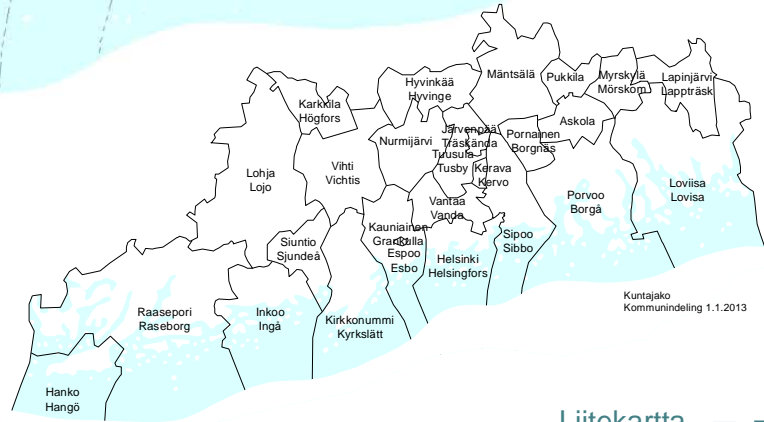 Mäntsälä
Pukkila
Myrskylä
Mörskom
Lapinjärvi
Lappträsk
Hyvinkää
Hyvinge
Karkkila
Högfors
Askola
Järvenpää
Träskända
Pornainen
Borgnäs
Nurmijärvi
Tuusula
Tusby
Kerava
Kervo
Lohja
Lojo
Vihti
Vichtis
Loviisa
Lovisa
Porvoo
Borgå
Vantaa
Vanda
Kauniainen
Grankulla
Espoo
Esbo
Sipoo
Sibbo
Siuntio
Sjundeå
Helsinki
Helsingfors
Raasepori
Raseborg
Inkoo
Ingå
Kirkkonummi
Kyrkslätt
Kuntajako
Kommunindeling 1.1.2013
Hanko
Hangö
Liitekartta